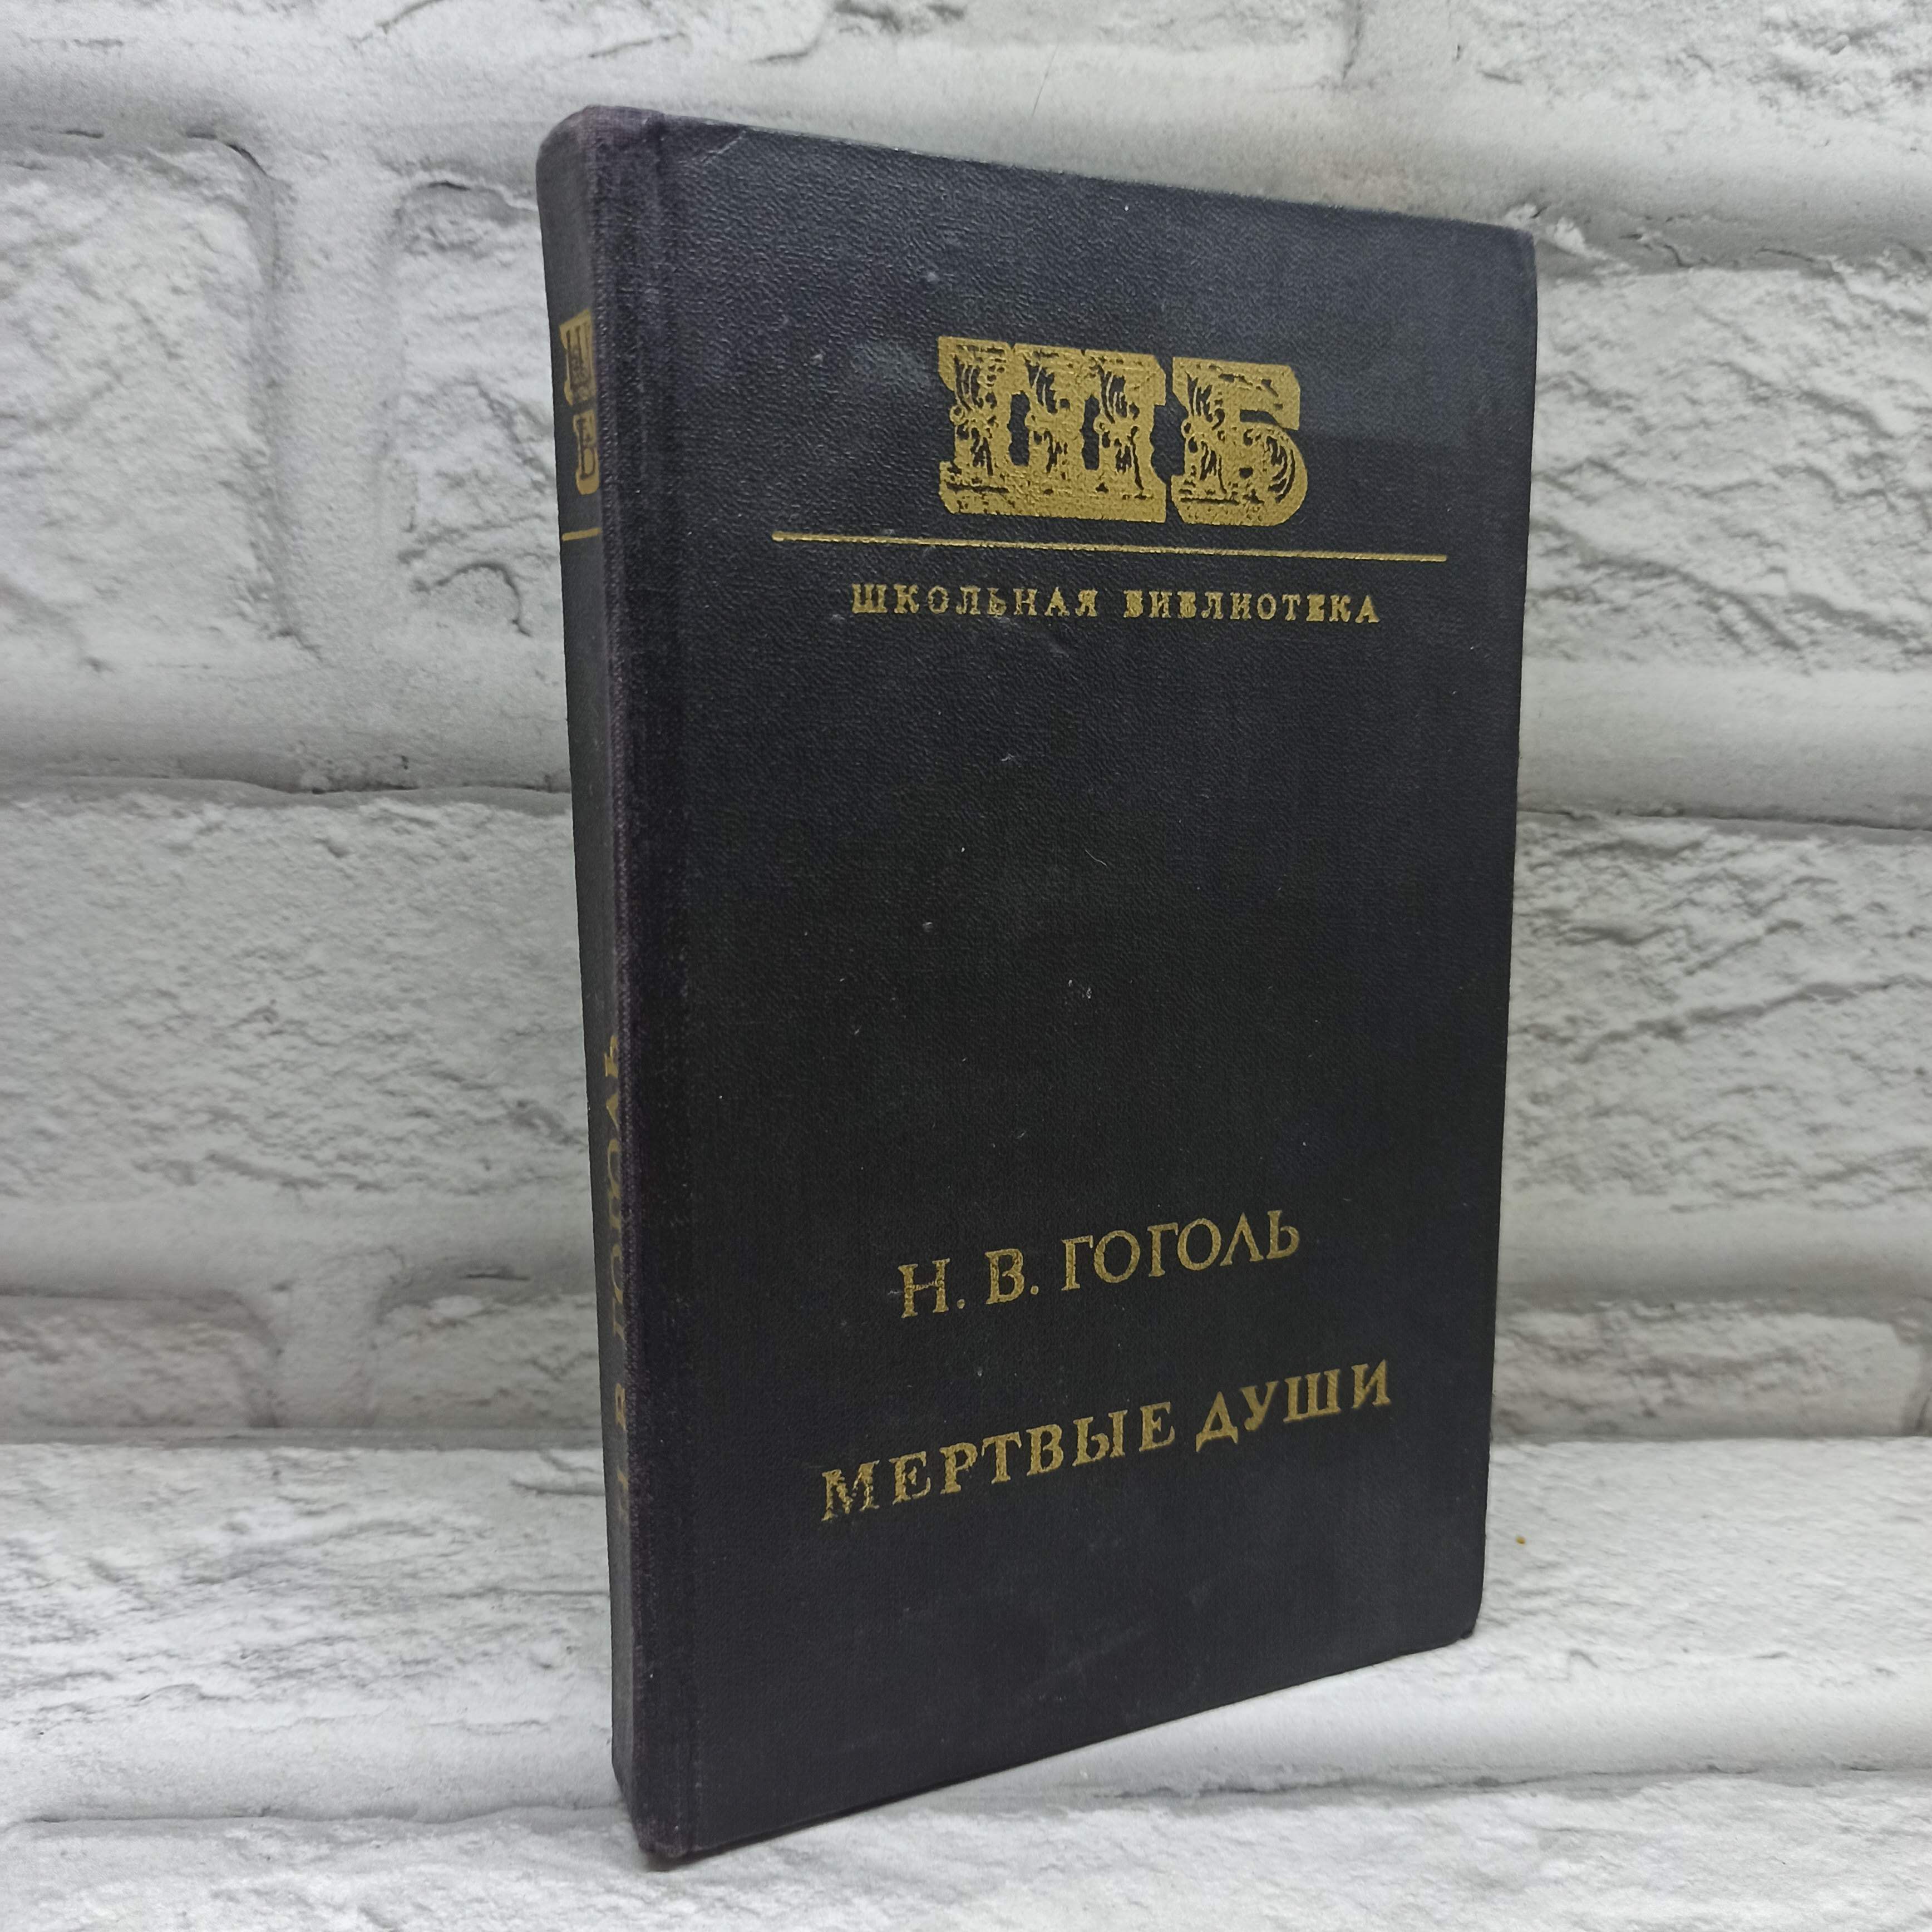 ШБ
ШКОЛЬНАЯ БИБЛИОТЕКА
Н. В. ГОГОЛЬ
МЕРТВЫЕ ДУШИ
ШБ
Н. В. ГОГОЛЬ